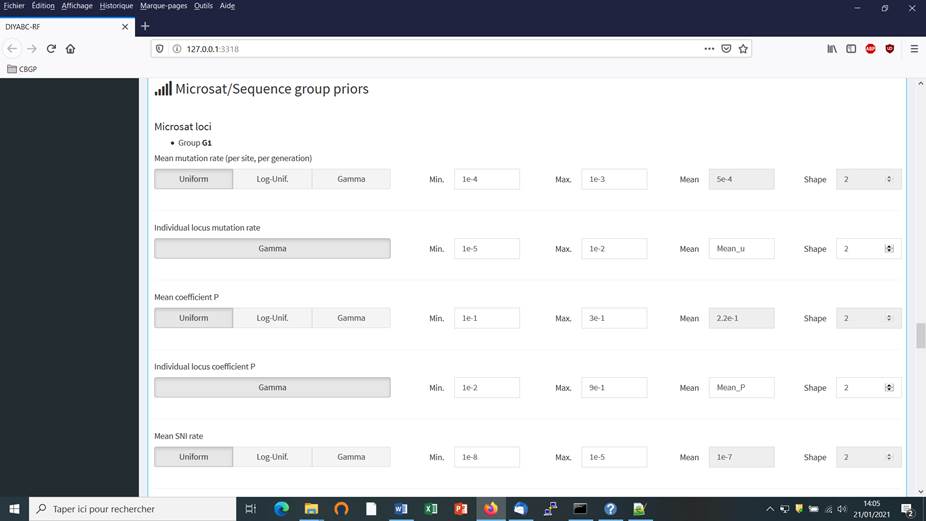 Fichier Édition Affichage Historique Marque-pages Outils Aide
DIYABC-RF
127.0.0.1:3318
CBGP
Microsat/Sequence group priors
Microsat loci
Group G1
Mean mutation rate (per site, per generation)
Uniform Log-Unif. Gamma Min. 1e-4 Max. 1e-3 Mean 5e-4 Shape 2
Individual locus mutation rate
Gamma Min. 1e-5 Max. 1e-2 Mean Mean_u Shape 2
Mean coefficient P
Uniform Log-Unif. Gamma Min. 1e-1 Max. 3e-1 Mean 2.2e-1 Shape 2
Individual locus coefficient P
Gamma Min. 1e-2 Max. 9e-1 Mean Mean_P Shape 2
Mean SNI rate
Uniform Log-Unif. Gamma Min. 1e-8 Max. 1e-5 Mean 1e-7 Shape 2
Taper ici pour rechercher
14:05
21/01/2021
2